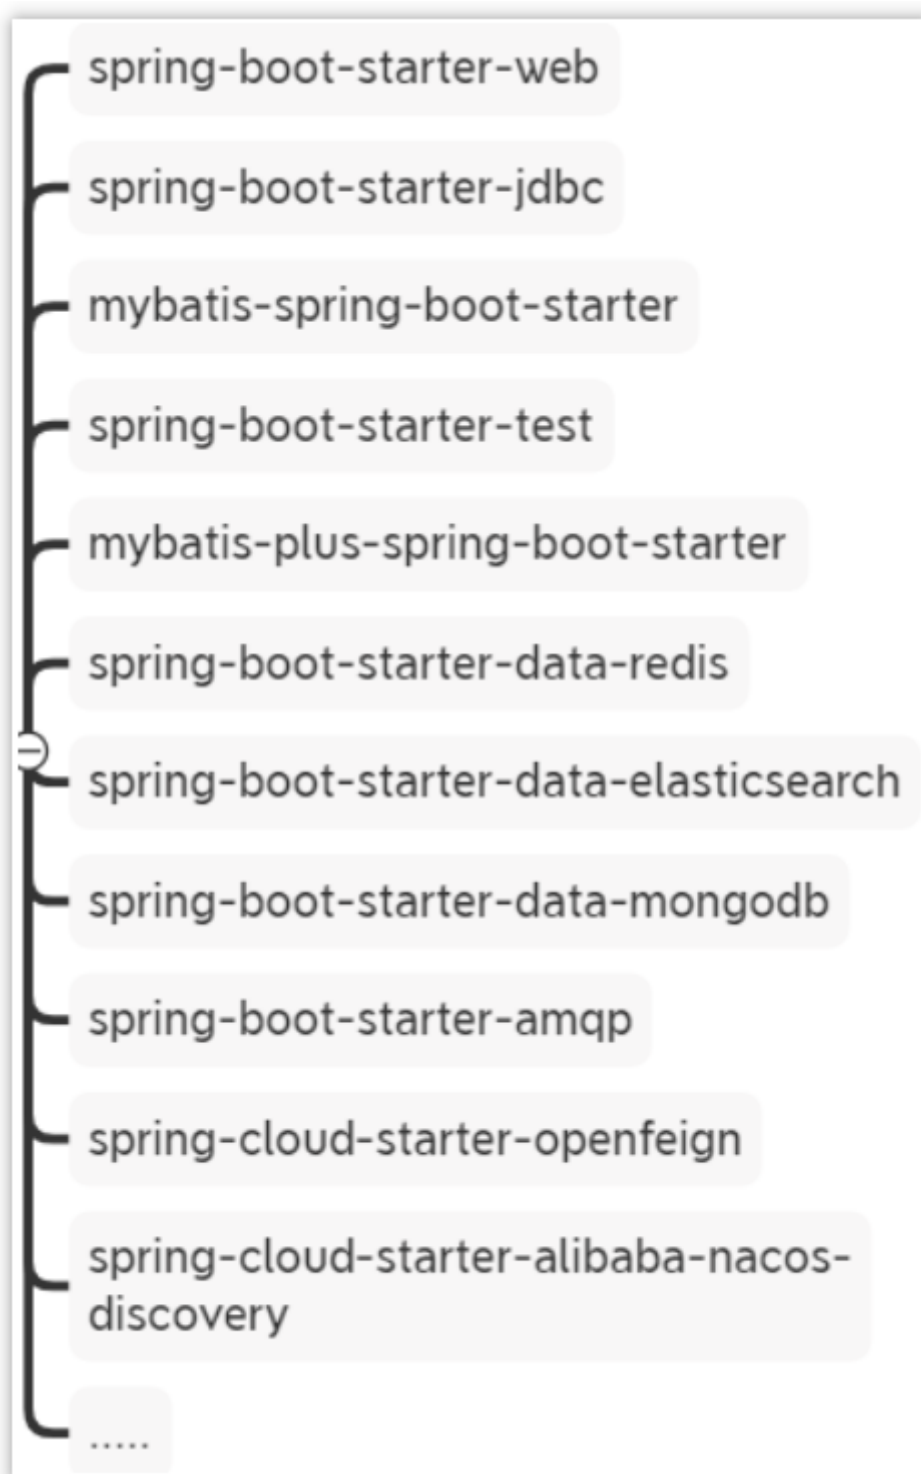 spring-boot-starter-web
spring-boot-starter-jdbc
mybatis-spring-boot-starter
spring-boot-starter-test
mybatis-plus-spring-boot-starter
spring-boot-starter-data-redis
spring-boot-starter-data-elasticsearch
spring-boot-starter-data-mongodb
spring-boot-starter-amqp
spring-cloud-starter-openfeign
spring-cloud-starter-alibaba-nacos-
discovery
.....